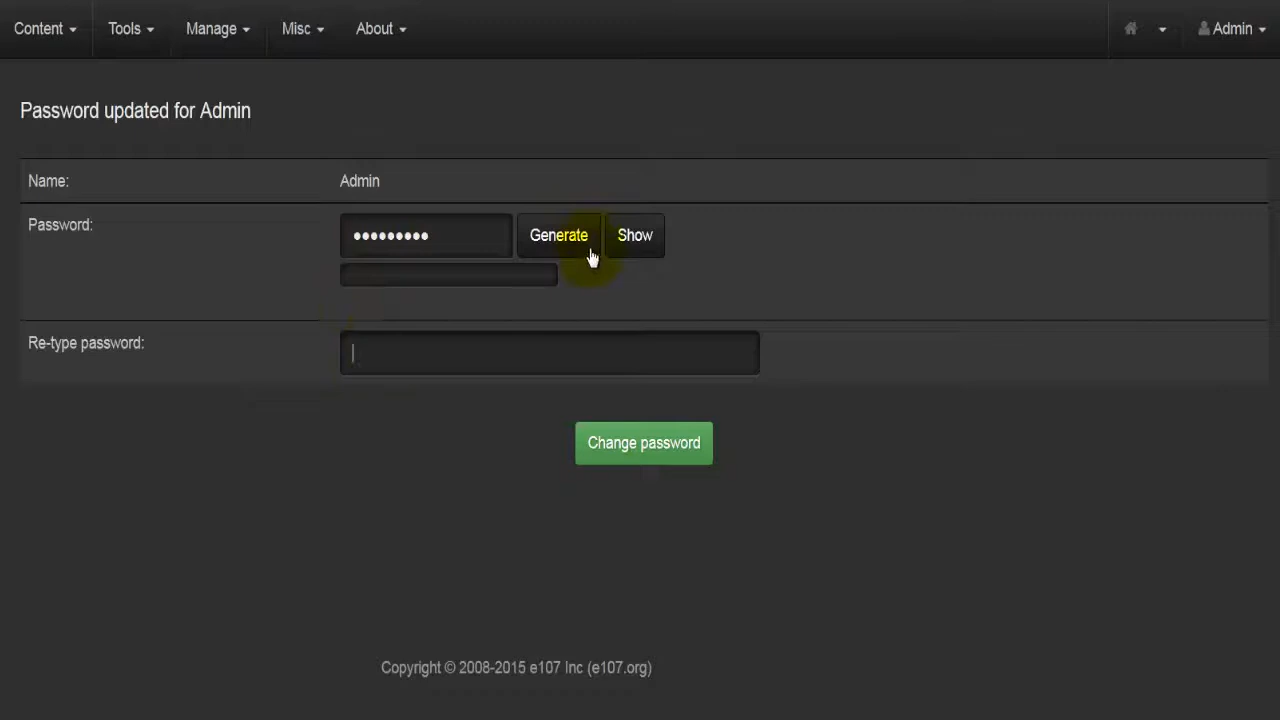 Content Tools Manage Misc About Admin
Password updated for Admin
Name: Admin
Password: ••••••••• Generate Show
Re-type password:
Change password
Copyright © 2008-2015 e107 Inc (e107.org)